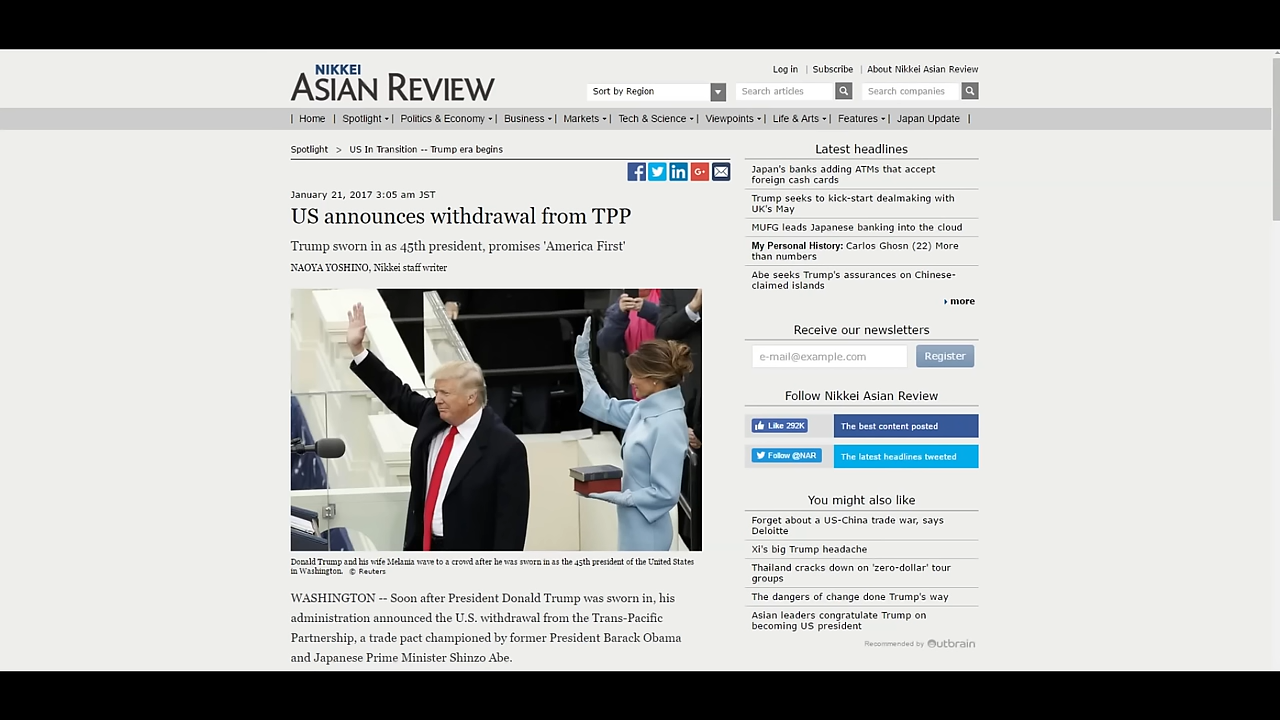 NIKKEI
ASIAN REVIEW
Log in | Subscribe | About Nikkei Asian Review
Sort by Region
Search articles
Search companies
| Home | Spotlight | Politics & Economy | Business | Markets | Tech & Science | Viewpoints | Life & Arts | Features | Japan Update |
Spotlight > US In Transition -- Trump era begins
G+
January 21, 2017 3:05 am JST
US announces withdrawal from TPP
Trump sworn in as 45th president, promises 'America First'
NAOYA YOSHINO, Nikkei staff writer
Donald Trump and his wife Melania wave to a crowd after he was sworn in as the 45th president of the United States
in Washington. © Reuters
WASHINGTON -- Soon after President Donald Trump was sworn in, his
administration announced the U.S. withdrawal from the Trans-Pacific
Partnership, a trade pact championed by former President Barack Obama
and Japanese Prime Minister Shinzo Abe.
Latest headlines
Japan's banks adding ATMs that accept
foreign cash cards
Trump seeks to kick-start dealmaking with
UK's May
MUFG leads Japanese banking into the cloud
My Personal History: Carlos Ghosn (22) More
than numbers
Abe seeks Trump's assurances on Chinese-
claimed islands
more
Receive our newsletters
e-mail@example.com
Register
Follow Nikkei Asian Review
Like 292K
The best content posted
Follow @NAR
The latest headlines tweeted
You might also like
Forget about a US-China trade war, says
Deloitte
Xi's big Trump headache
Thailand cracks down on 'zero-dollar' tour
groups
The dangers of change done Trump's way
Asian leaders congratulate Trump on
becoming US president
Recommended by Outbrain